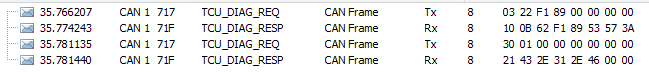 35.766207 CAN 1 717 TCU_DIAG_REQ CAN Frame Tx 8 03 22 F1 89 00 00 00 00
35.774243 CAN 1 71F TCU_DIAG_RESP CAN Frame Rx 8 10 0B 62 F1 89 53 57 3A
35.781135 CAN 1 717 TCU_DIAG_REQ CAN Frame Tx 8 30 01 00 00 00 00 00 00
35.781440 CAN 1 71F TCU_DIAG_RESP CAN Frame Rx 8 21 43 2E 31 2E 46 00 00